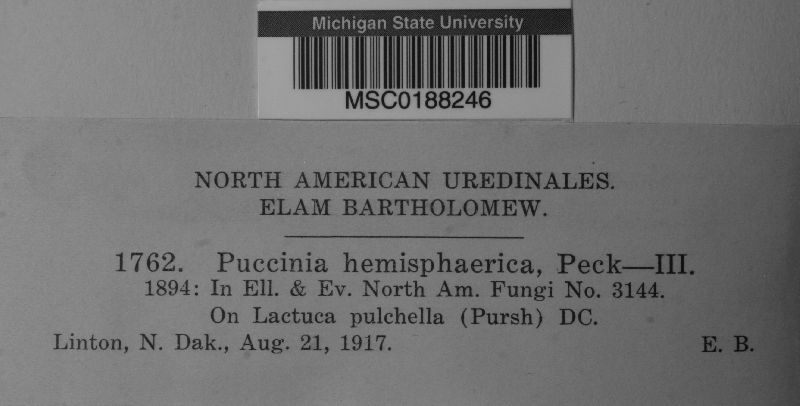 Michigan State University
MSC0188246
NORTH AMERICAN UREDINALES.
ELAM BARTHOLOMEW.
1762. Puccinia hemisphaerica, Peck—III.
1894: In Ell. & Ev. North Am. Fungi No. 3144.
On Lactuca pulchella (Pursh) DC.
Linton, N. Dak., Aug. 21, 1917. E. B.